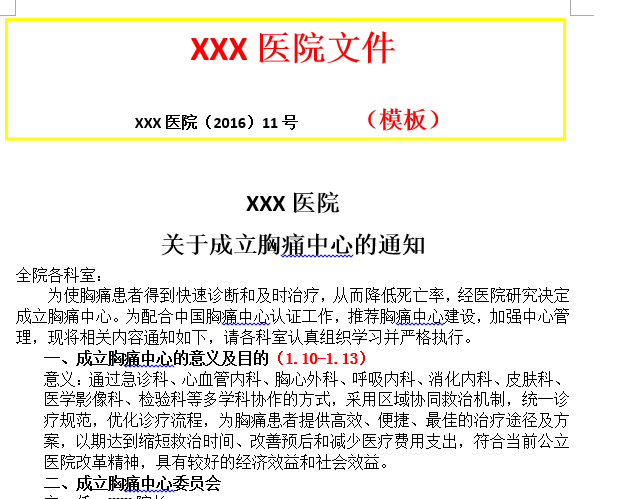 XXX 医院文件
XXX 医院（2016）11 号 （模板）
XXX 医院
关于成立胸痛中心的通知
全院各科室：
为使胸痛患者得到快速诊断和及时治疗，从而降低死亡率，经医院研究决定
成立胸痛中心。为配合中国胸痛中心认证工作，推荐胸痛中心建设，加强中心管
理，现将相关内容通知如下，请各科室认真组织学习并严格执行。
一、成立胸痛中心的意义及目的（1.10-1.13）
意义：通过急诊科、心血管内科、胸心外科、呼吸内科、消化内科、皮肤科、
医学影像科、检验科等多学科协作的方式，采用区域协同救治机制，统一诊
疗规范，优化诊疗流程，为胸痛患者提供高效、便捷、最佳的治疗途径及方
案，以期达到缩短救治时间、改善预后和减少医疗费用支出，符合当前公立
医院改革精神，具有较好的经济效益和社会效益。
二、成立胸痛中心委员会